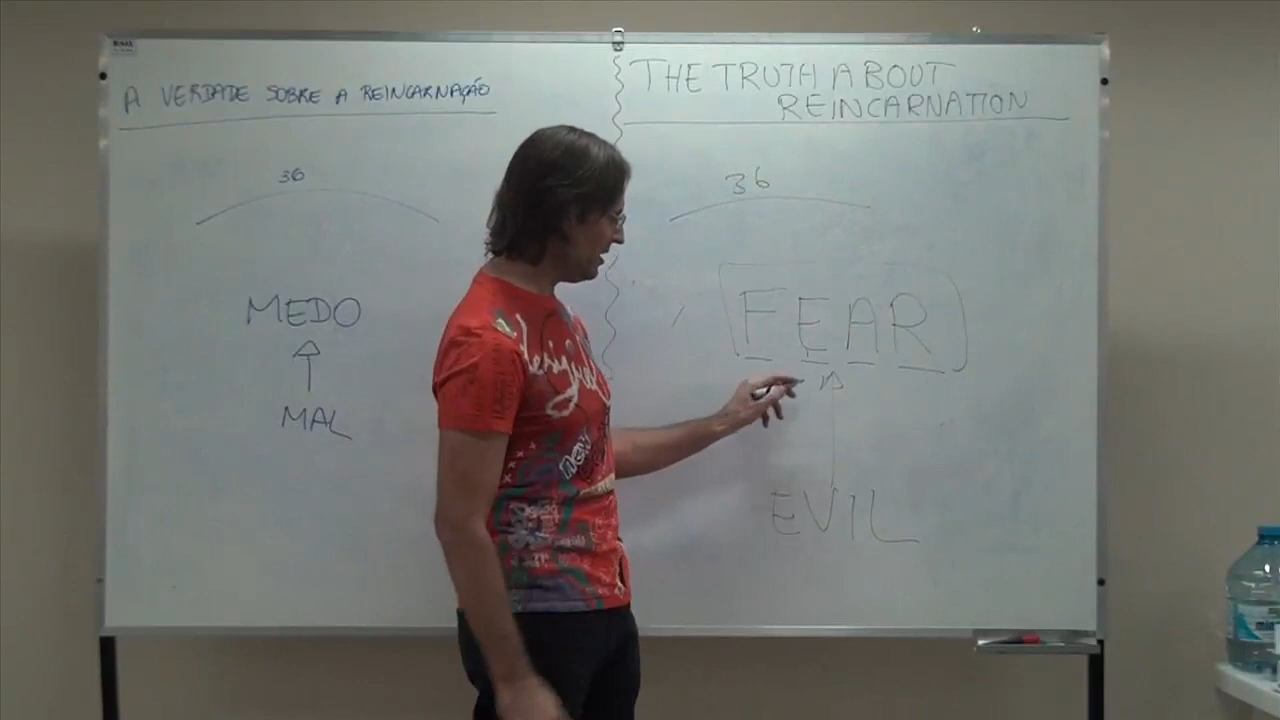 A VERDADE SOBRE A REINCARNAÇÃO
36
MEDO
MAL
THE TRUTH ABOUT
REINCARNATION
36
FEAR
EVIL